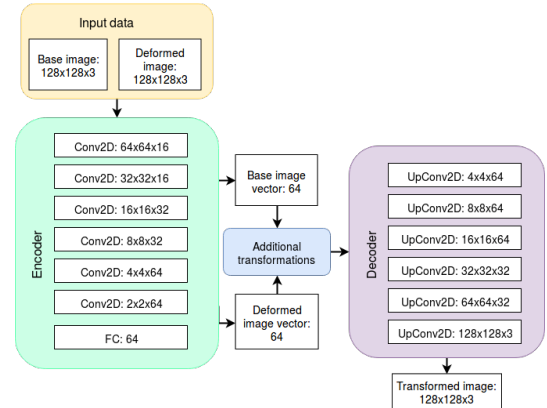 Input data
Base image:
128x128x3
Deformed
image:
128x128x3
Encoder
Conv2D: 64x64x16
Conv2D: 32x32x16
Conv2D: 16x16x32
Conv2D: 8x8x32
Conv2D: 4x4x64
Conv2D: 2x2x64
FC: 64
Base image
vector: 64
Additional
transformations
Deformed
image vector:
64
Decoder
UpConv2D: 4x4x64
UpConv2D: 8x8x64
UpConv2D: 16x16x64
UpConv2D: 32x32x32
UpConv2D: 64x64x32
UpConv2D: 128x128x3
Transformed image:
128x128x3